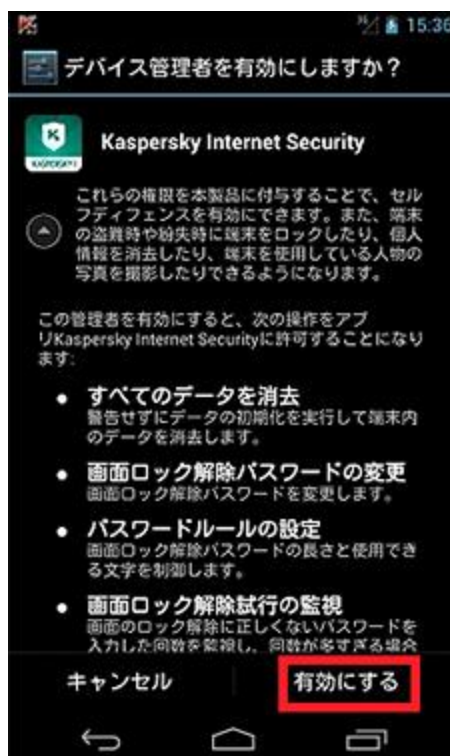 15:36
デバイス管理者を有効にしますか？
Kaspersky Internet Security
これらの権限を本製品に付与することで、セル
フディフェンスを有効にできます。また、端末
の盗難時や紛失時に端末をロックしたり、個人
情報を消去したり、端末を使用している人物の
写真を撮影したりできるようになります。
この管理者を有効にすると、次の操作をアプ
リKaspersky Internet Securityに許可することになり
ます:
• すべてのデータを消去
警告せずにデータの初期化を実行して端末内
のデータを消去します。
• 画面ロック解除パスワードの変更
画面ロック解除パスワードを変更します。
• パスワードルールの設定
画面ロック解除パスワードの長さと使用でき
る文字を制御します。
• 画面ロック解除試行の監視
画面のロック解除に正しくないパスワードを
入力した回数を監視し、回数が多すぎる場合
キャンセル
有効にする